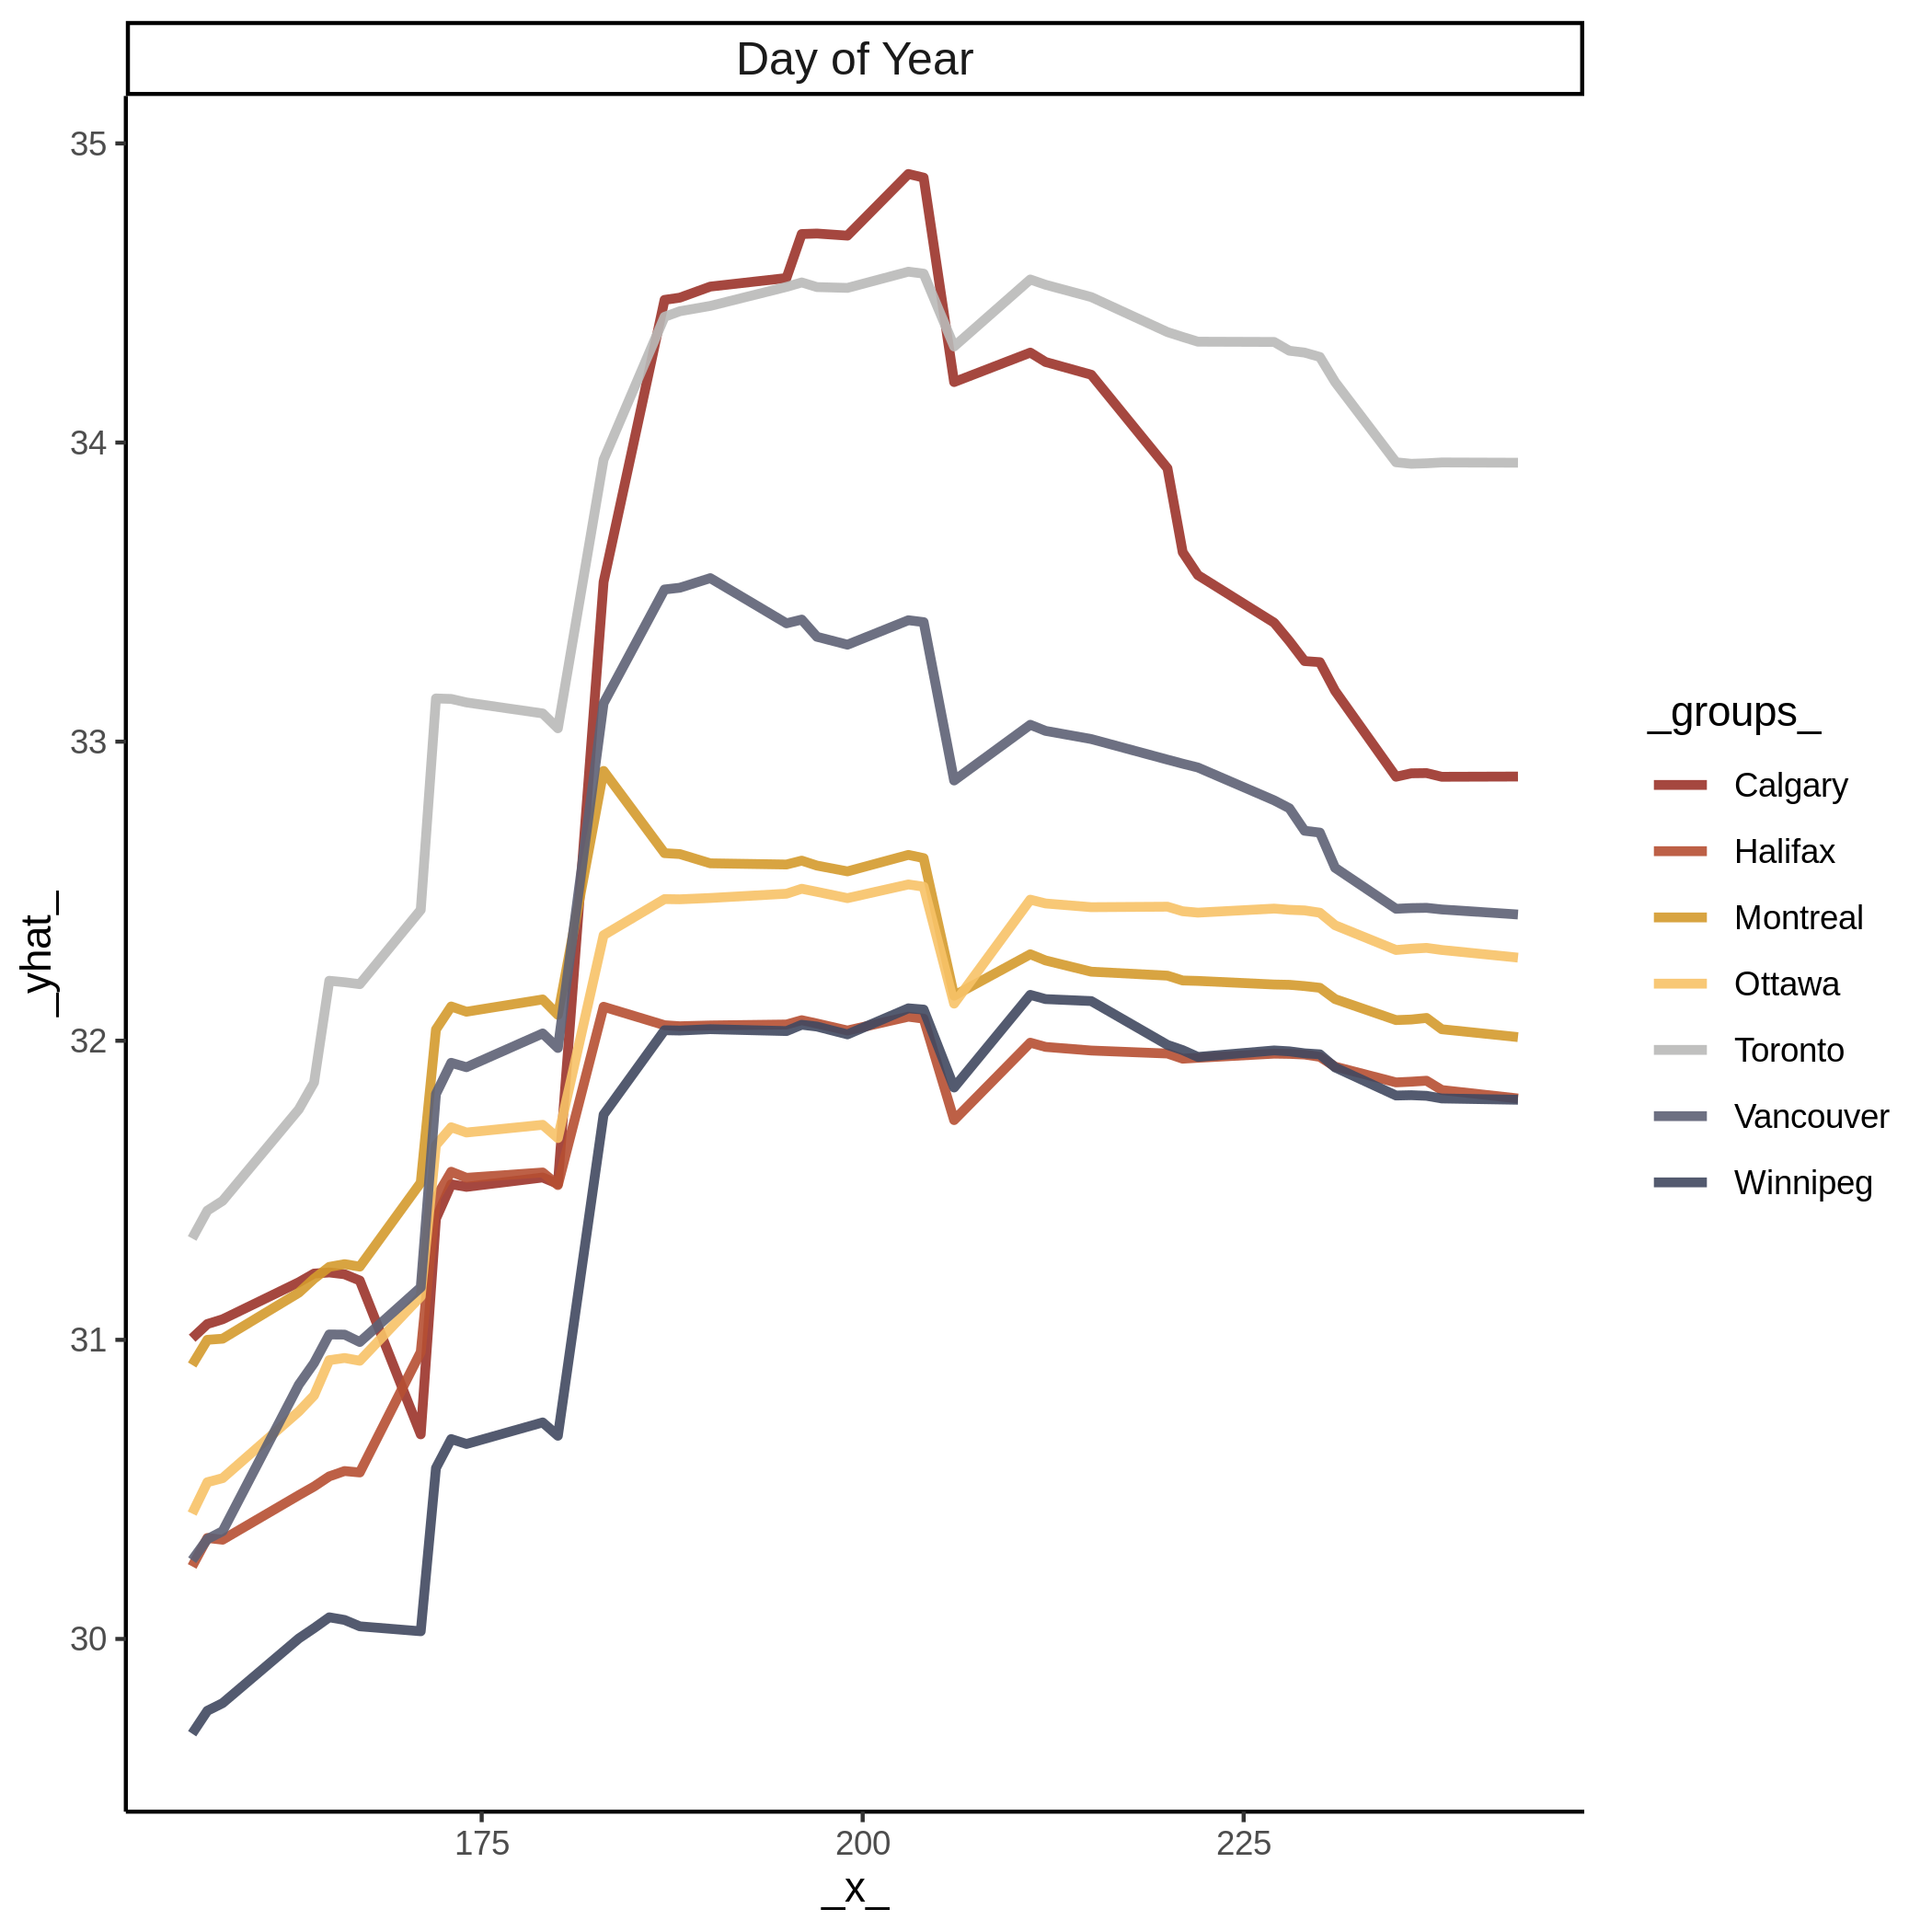 Day of Year
35
34
33
32
31
30
_yhat_
175
200
225
_x_
_groups_
Calgary
Halifax
Montreal
Ottawa
Toronto
Vancouver
Winnipeg